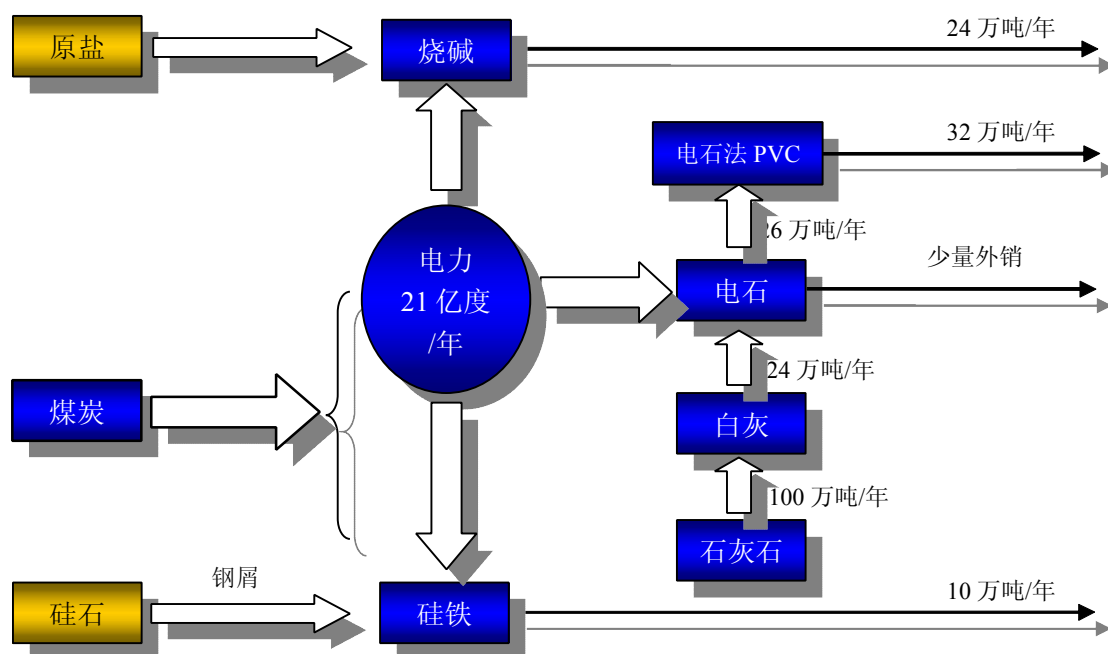 原盐
烧碱
24 万吨/年
电石法 PVC
32 万吨/年
26 万吨/年
电力
21 亿度
/年
电石
少量外销
24 万吨/年
煤炭
白灰
100 万吨/年
石灰石
钢屑
硅石
硅铁
10 万吨/年